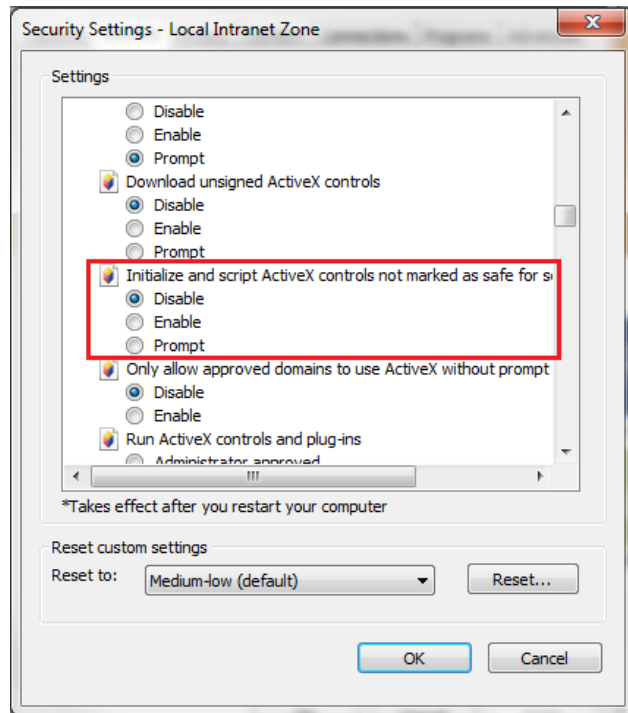 Security Settings - Local Intranet Zone
Settings
Disable
Enable
Prompt
Download unsigned ActiveX controls
Disable
Enable
Prompt
Initialize and script ActiveX controls not marked as safe for
Disable
Enable
Prompt
Only allow approved domains to use ActiveX without prompt
Disable
Enable
Run ActiveX controls and plug-ins
Administrator approved
*Takes effect after you restart your computer
Reset custom settings
Reset to:
Medium-low (default)
Reset...
OK
Cancel